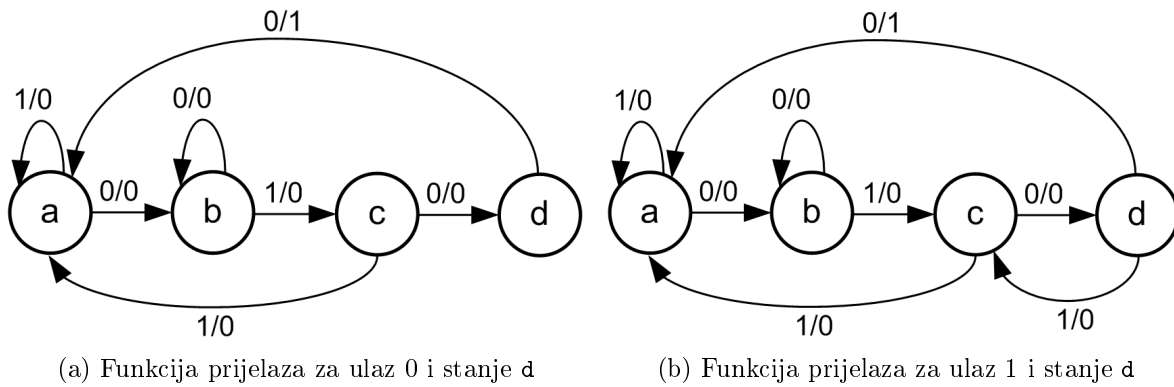 0/1
1/0
0/0
a
0/0
b
1/0
c
0/0
d
1/0
(a) Funkcija prijelaza za ulaz 0 i stanje d
0/1
1/0
0/0
a
0/0
b
1/0
c
0/0
d
1/0
1/0
(b) Funkcija prijelaza za ulaz 1 i stanje d